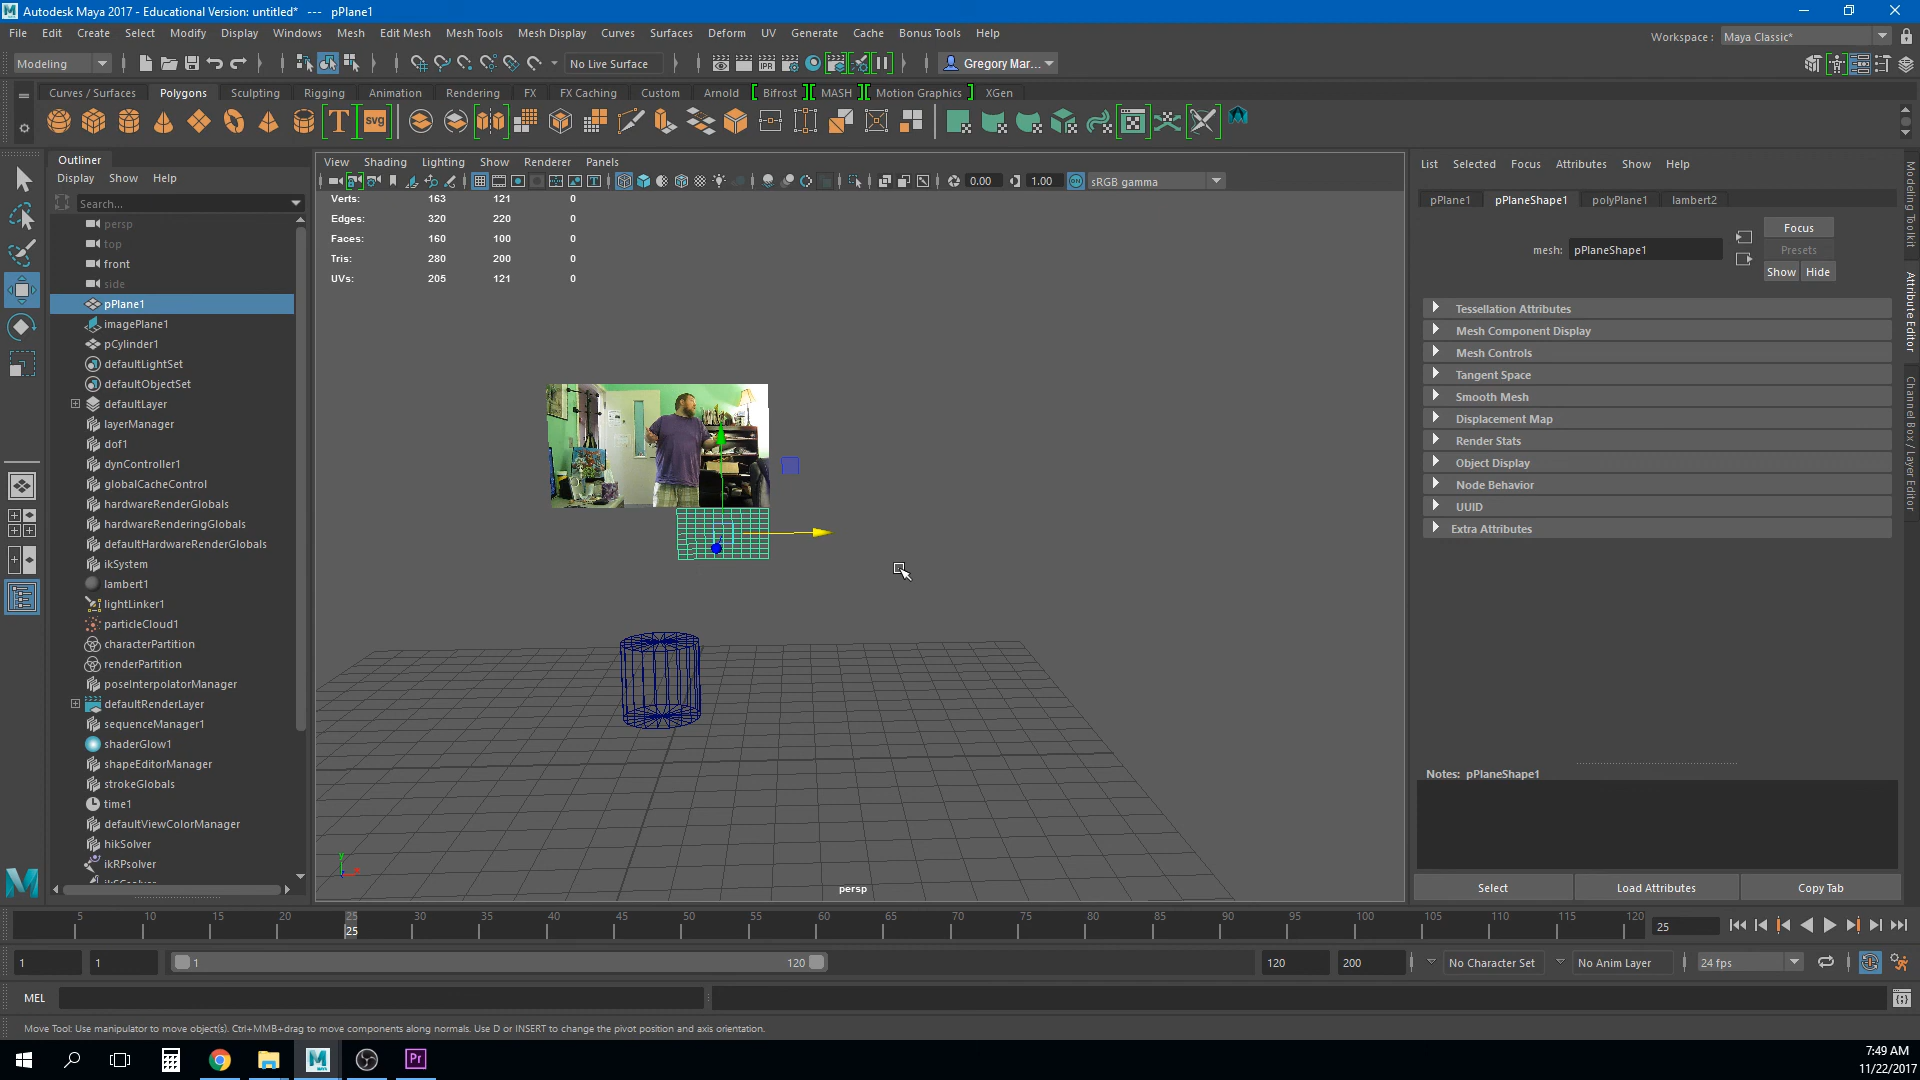 Autodesk Maya 2017 - Educational Version: untitled*   ---   pPlane1
File Edit Create Select Modify Display Windows Mesh Edit Mesh Mesh Tools Mesh Display Curves Surfaces Deform UV Generate Cache Bonus Tools Help
Workspace : Maya Classic*
Modeling No Live Surface Gregory Mar...
Curves / Surfaces Polygons Sculpting Rigging Animation Rendering FX FX Caching Custom Arnold Bifrost MASH Motion Graphics XGen
T SVG
Outliner
Display Show Help
Search...
persp
top
front
side
pPlane1
imagePlane1
pCylinder1
defaultLightSet
defaultObjectSet
defaultLayer
layerManager
dof1
dynController1
globalCacheControl
hardwareRenderGlobals
hardwareRenderingGlobals
defaultHardwareRenderGlobals
ikSystem
lambert1
lightLinker1
particleCloud1
characterPartition
renderPartition
poseInterpolatorManager
defaultRenderLayer
sequenceManager1
shaderGlow1
shapeEditorManager
strokeGlobals
time1
defaultViewColorManager
hikSolver
ikRPsolver
View Shading Lighting Show Renderer Panels
0.00 1.00 ON sRGB gamma
Verts: 163 121 0
Edges: 320 220 0
Faces: 160 100 0
Tris: 280 200 0
UVs: 205 121 0
y
persp
List Selected Focus Attributes Show Help
pPlane1 pPlaneShape1 polyPlane1 lambert2
Focus
mesh: pPlaneShape1
Presets
Show Hide
Tessellation Attributes
Mesh Component Display
Mesh Controls
Tangent Space
Smooth Mesh
Displacement Map
Render Stats
Object Display
Node Behavior
UUID
Extra Attributes
Notes: pPlaneShape1
Select Load Attributes Copy Tab
Modeling Toolkit
Attribute Editor
Channel Box / Layer Editor
5 10 15 20 25 30 35 40 45 50 55 60 65 70 75 80 85 90 95 100 105 110 115 120
25
25
1 1 1 120 120 200 No Character Set No Anim Layer 24 fps
MEL
Move Tool: Use manipulator to move object(s). Ctrl+MMB+drag to move components along normals. Use D or INSERT to change the pivot position and axis orientation.
Pr
7:49 AM
11/22/2017